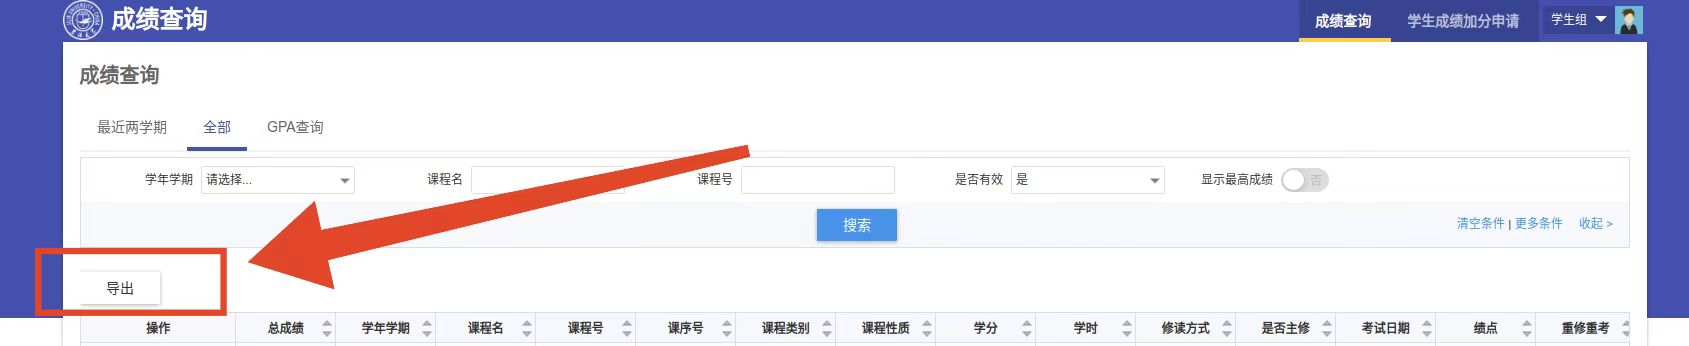 成绩查询 成绩查询 学生成绩加分申请 学生组
成绩查询
最近两学期 全部 GPA查询
学年学期 请选择... 课程名 课程号 是否有效 是 显示最高成绩 否
搜索 清空条件 | 更多条件 收起 >
导出
操作 总成绩 学年学期 课程名 课程号 课序号 课程类别 课程性质 学分 学时 修读方式 是否主修 考试日期 绩点 重修重考